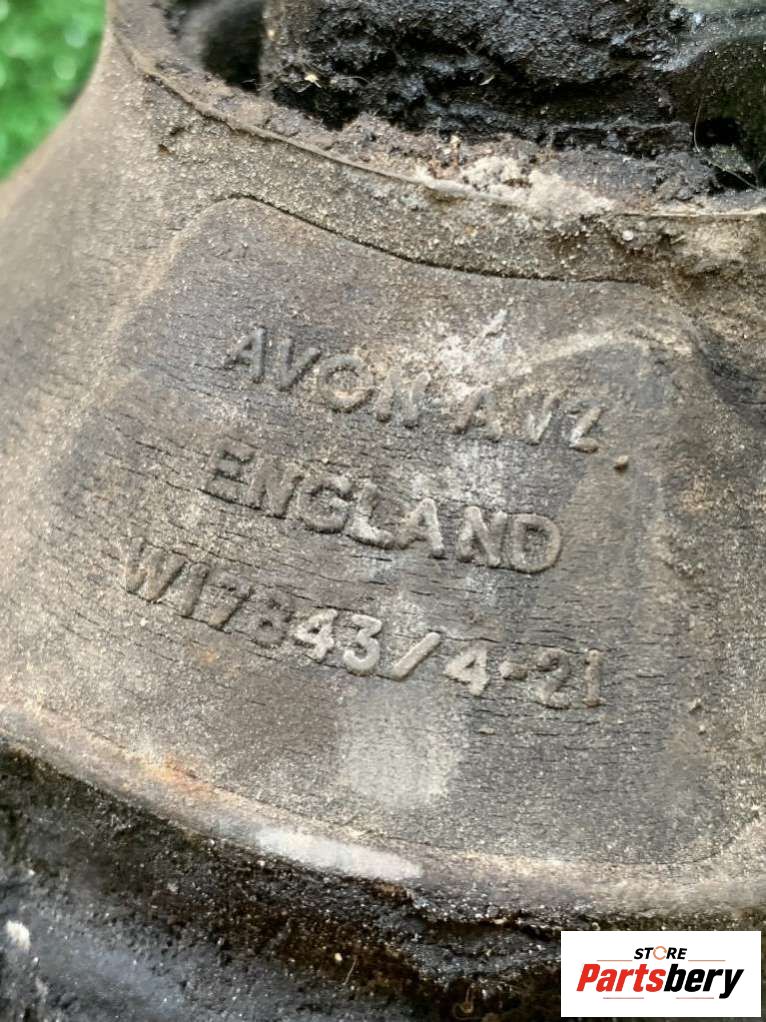 AVON-AVZ.
ENGLAND
W17843/4-21
STORE
Partsbery